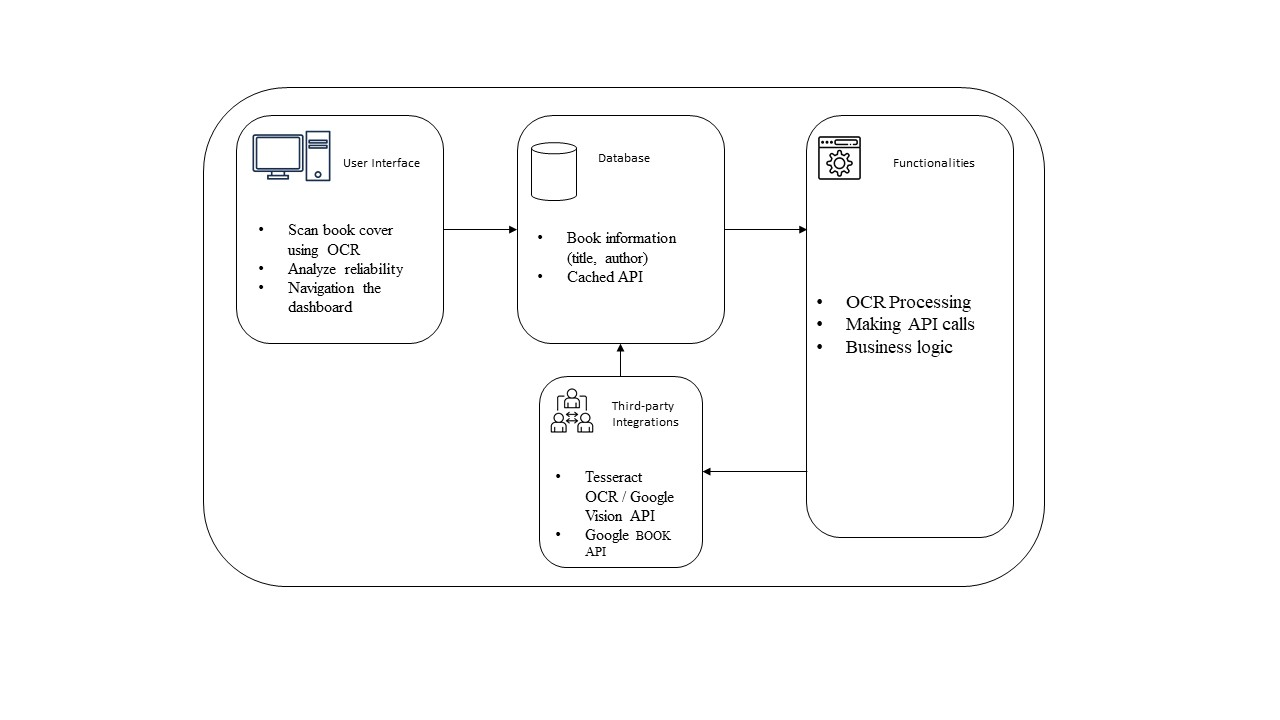 User Interface
• Scan book cover
using OCR
• Analyze reliability
• Navigation the
dashboard
Database
• Book information
(title, author)
• Cached API
Functionalities
• OCR Processing
• Making API calls
• Business logic
Third-party
Integrations
• Tesseract
OCR / Google
Vision API
• Google BOOK
API